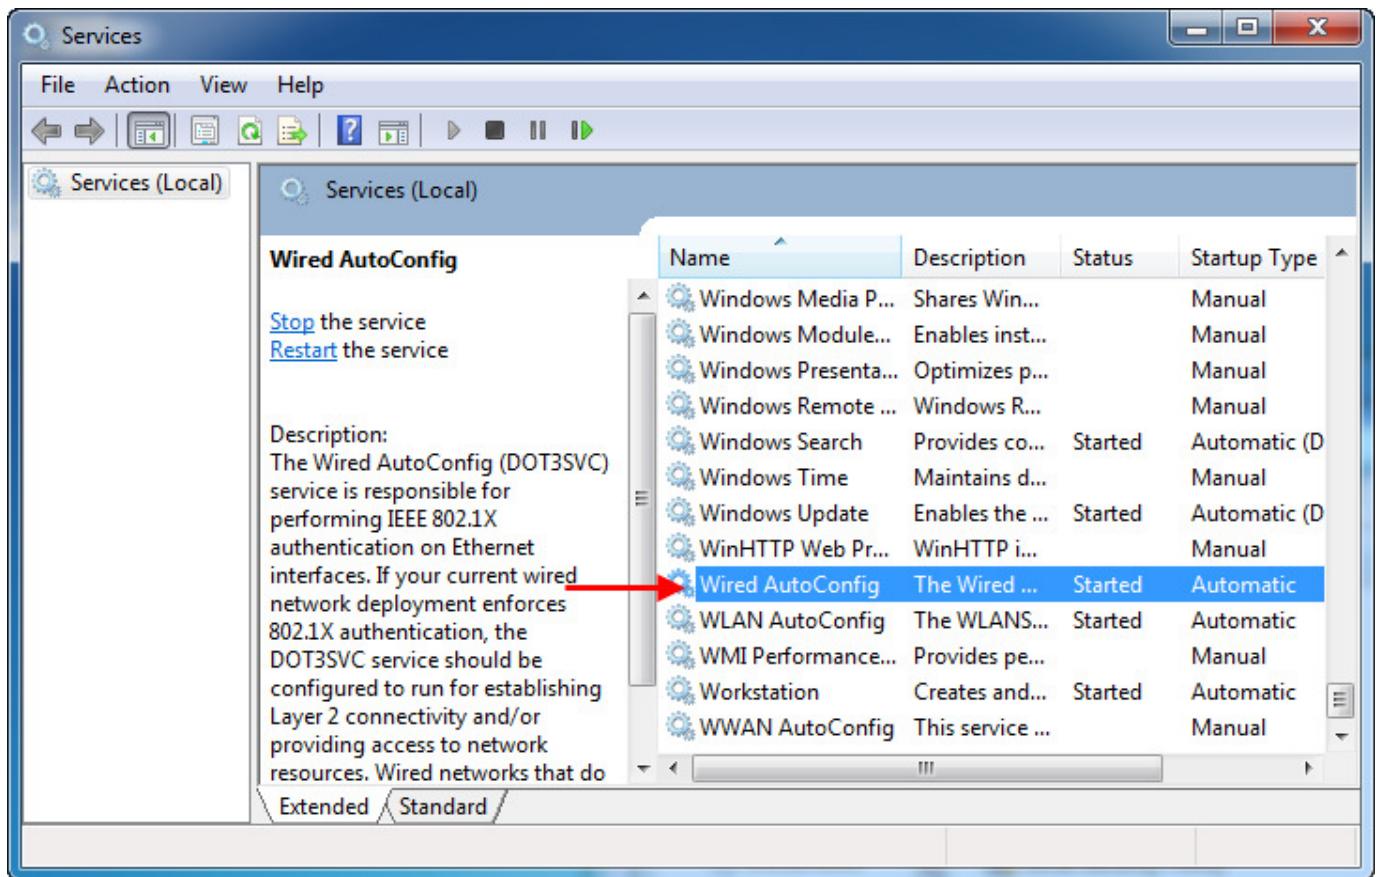 Services
File Action View Help
Services (Local)
Services (Local)
Wired AutoConfig
Stop the service
Restart the service
Description:
The Wired AutoConfig (DOT3SVC)
service is responsible for
performing IEEE 802.1X
authentication on Ethernet
interfaces. If your current wired
network deployment enforces
802.1X authentication, the
DOT3SVC service should be
configured to run for establishing
Layer 2 connectivity and/or
providing access to network
resources. Wired networks that do
Name Description Status Startup Type
Windows Media P... Shares Win... Manual
Windows Module... Enables inst... Manual
Windows Presenta... Optimizes p... Manual
Windows Remote ... Windows R... Manual
Windows Search Provides co... Started Automatic (D
Windows Time Maintains d... Manual
Windows Update Enables the ... Started Automatic (D
WinHTTP Web Pr... WinHTTP i... Manual
Wired AutoConfig The Wired ... Started Automatic
WLAN AutoConfig The WLANS... Started Automatic
WMI Performance... Provides pe... Manual
Workstation Creates and... Started Automatic
WWAN AutoConfig This service ... Manual
Extended Standard